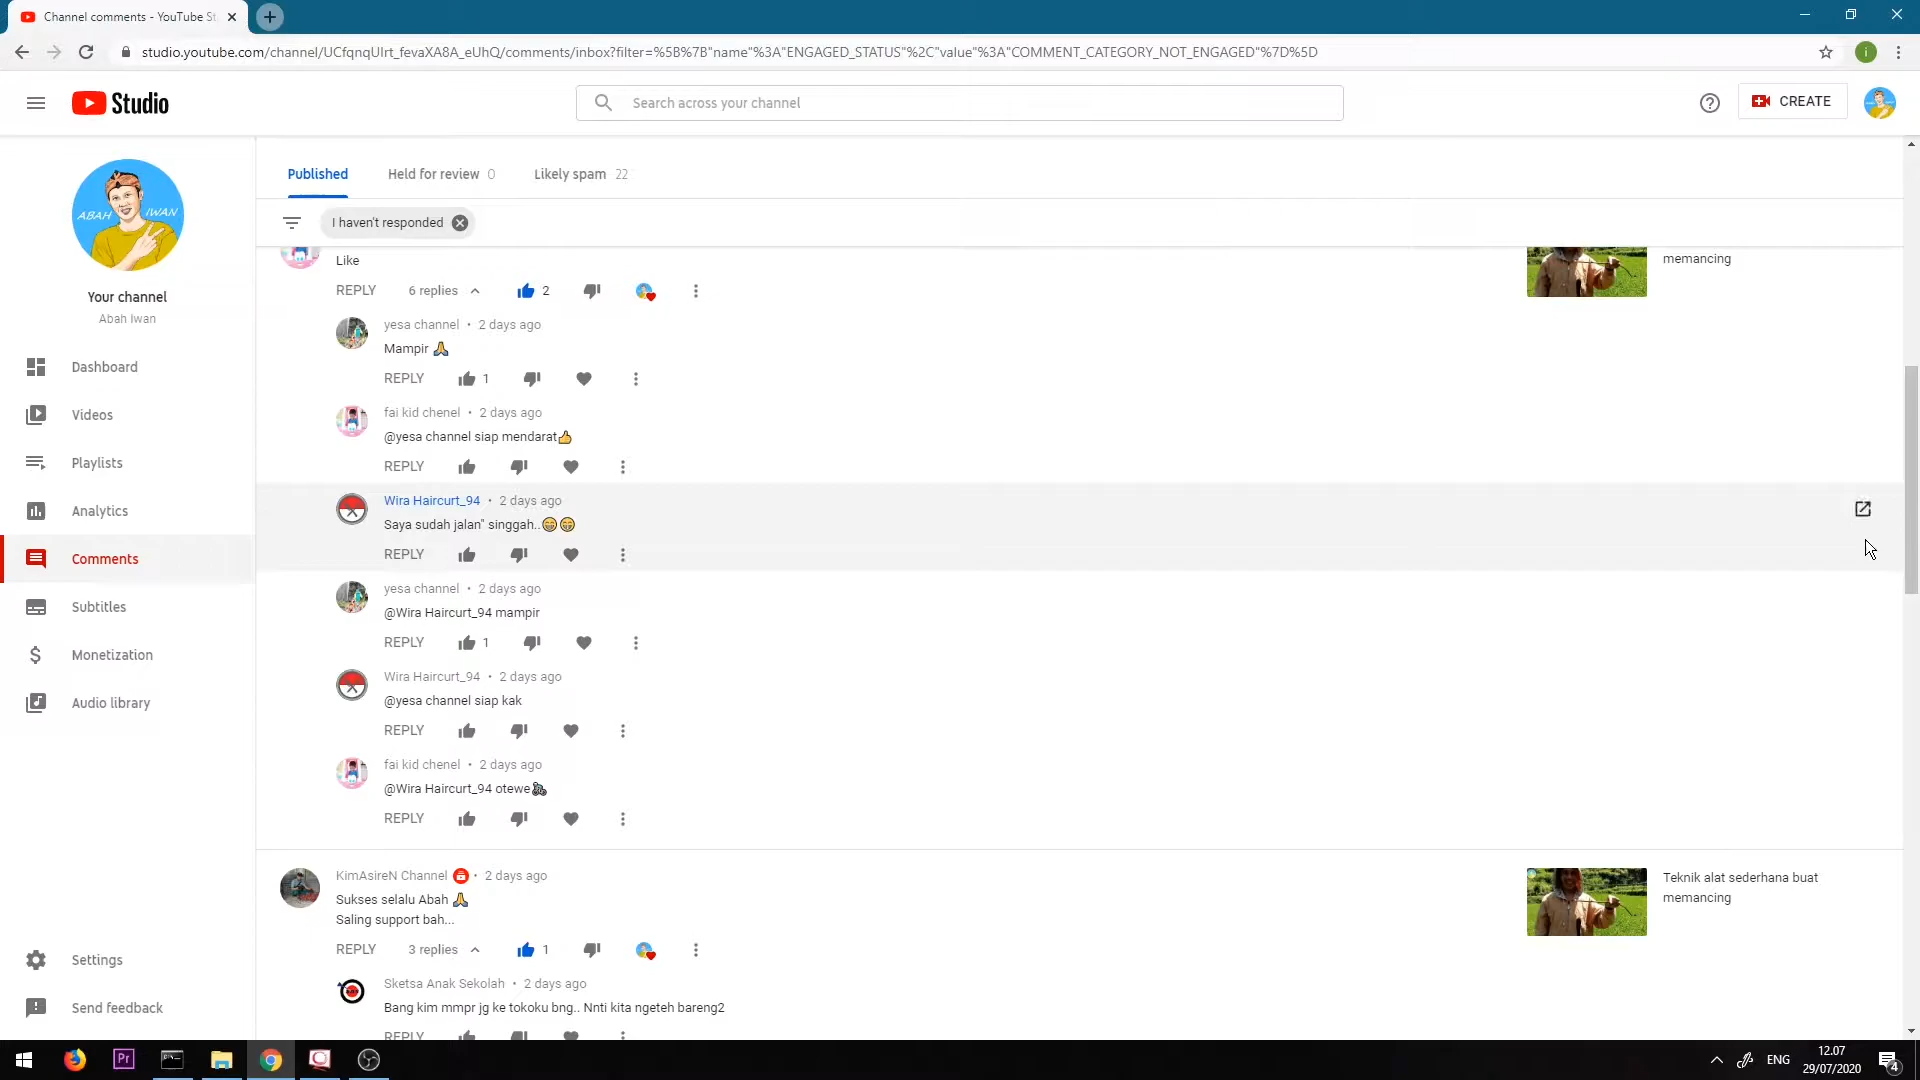 Channel comments - YouTube St
studio.youtube.com/channel/UCfqnqUIrt_fevaXA8A_eUhQ/comments/inbox?filter=%5B%7B"name"%3A"ENGAGED_STATUS"%2C"value"%3A"COMMENT_CATEGORY_NOT_ENGAGED"%7D%5D
i
Studio
Search across your channel
CREATE
ABAH IWAN
Your channel
Abah Iwan
Dashboard
Videos
Playlists
Analytics
Comments
Subtitles
Monetization
Audio library
Settings
Send feedback
Published
Held for review 0
Likely spam 22
I haven't responded
Like
memancing
REPLY 6 replies 2
yesa channel • 2 days ago
Mampir 🙏
REPLY 1
fai kid chenel • 2 days ago
@yesa channel siap mendarat👍
REPLY
Wira Haircurt_94 • 2 days ago
Saya sudah jalan" singgah..😁😁
REPLY
yesa channel • 2 days ago
@Wira Haircurt_94 mampir
REPLY 1
Wira Haircurt_94 • 2 days ago
@yesa channel siap kak
REPLY
fai kid chenel • 2 days ago
@Wira Haircurt_94 otewe🏍
REPLY
KimAsireN Channel • 2 days ago
Sukses selalu Abah 🙏
Saling support bah...
Teknik alat sederhana buat
memancing
REPLY 3 replies 1
Sketsa Anak Sekolah • 2 days ago
Bang kim mmpr jg ke tokoku bng.. Nnti kita ngeteh bareng2
REPLY
Pr
ENG
12.07
29/07/2020
4